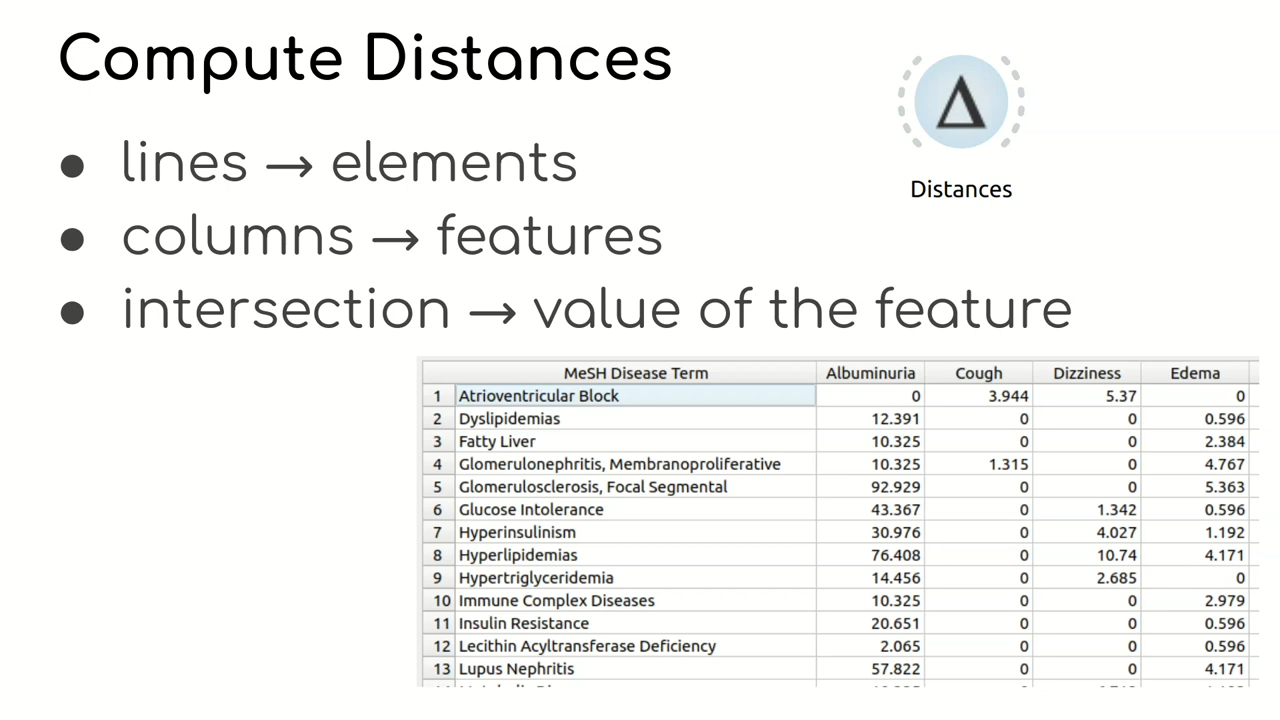 Compute Distances
Δ
Distances
● lines → elements
● columns → features
● intersection → value of the feature
MeSH Disease Term Albuminuria Cough Dizziness Edema
1 Atrioventricular Block 0 3.944 5.37 0
2 Dyslipidemias 12.391 0 0 0.596
3 Fatty Liver 10.325 0 0 2.384
4 Glomerulonephritis, Membranoproliferative 10.325 1.315 0 4.767
5 Glomerulosclerosis, Focal Segmental 92.929 0 0 5.363
6 Glucose Intolerance 43.367 0 1.342 0.596
7 Hyperinsulinism 30.976 0 4.027 1.192
8 Hyperlipidemias 76.408 0 10.74 4.171
9 Hypertriglyceridemia 14.456 0 2.685 0
10 Immune Complex Diseases 10.325 0 0 2.979
11 Insulin Resistance 20.651 0 0 0.596
12 Lecithin Acyltransferase Deficiency 2.065 0 0 0.596
13 Lupus Nephritis 57.822 0 0 4.171